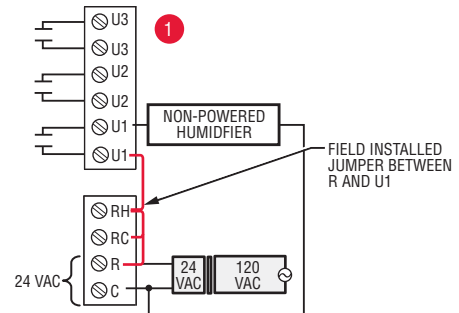 U3
1
U3
U2
U2
U1
NON-POWERED
HUMIDFIER
U1
FIELD INSTALLED
JUMPER BETWEEN
R AND U1
RH
RC
R
24 VAC
C
24
VAC
120
VAC